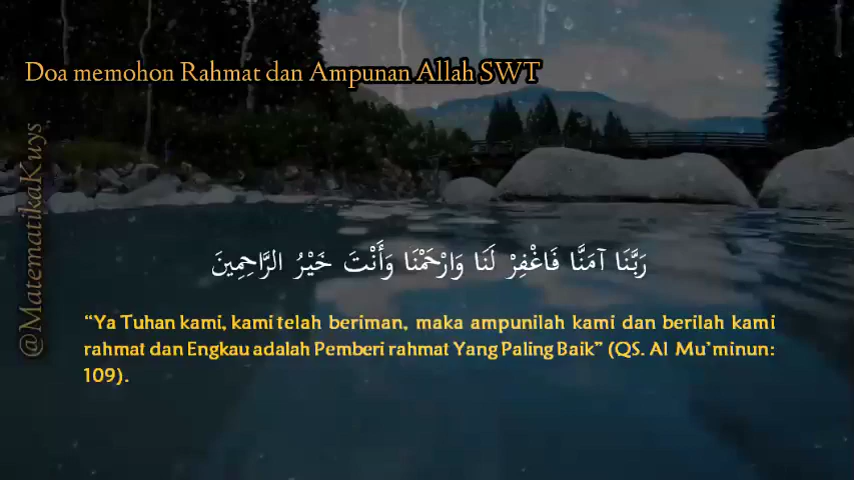 Doa memohon Rahmat dan Ampunan Allah SWT
@MatematikaKuys
رَبَّنَا آمَنَّا فَاغْفِرْ لَنَا وَارْحَمْنَا وَأَنْتَ خَيْرُ الرَّاحِمِينَ
“Ya Tuhan kami, kami telah beriman, maka ampunilah kami dan berilah kami
rahmat dan Engkau adalah Pemberi rahmat Yang Paling Baik” (QS. Al Mu’minun:
109).